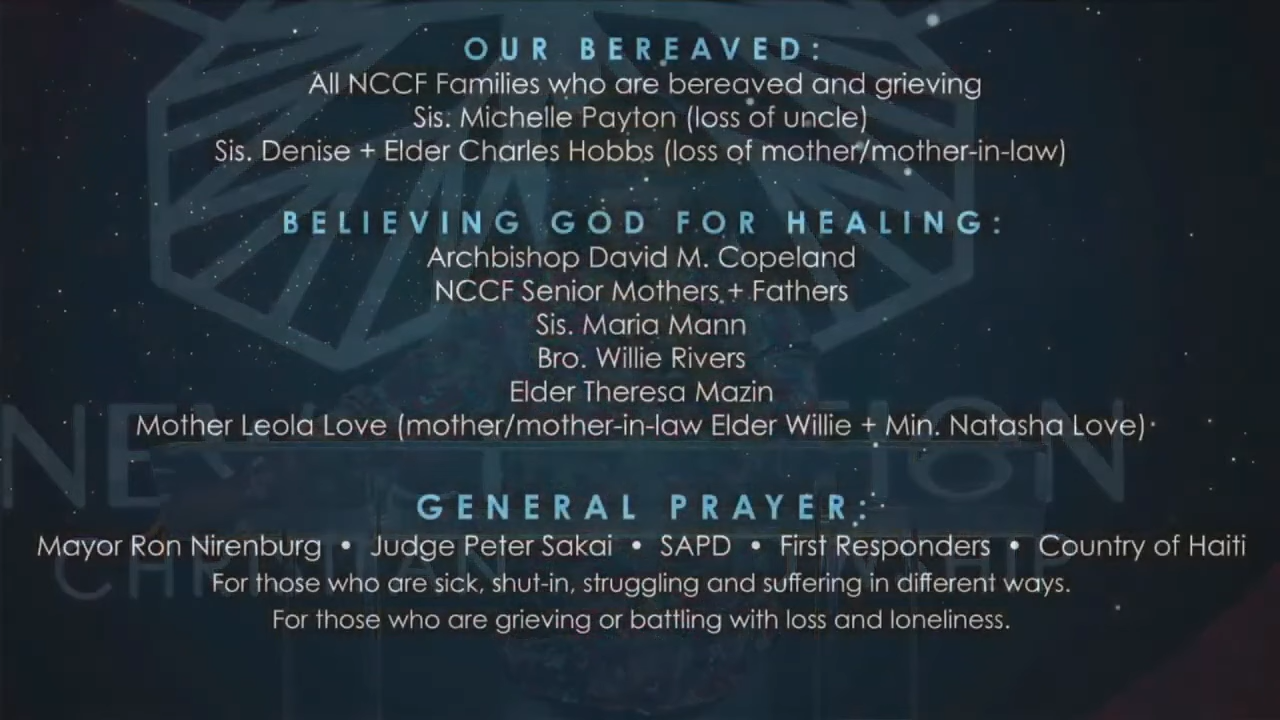 OUR BEREAVED:
All NCCF Families who are bereaved and grieving
Sis. Michelle Payton (loss of uncle)
Sis. Denise + Elder Charles Hobbs (loss of mother/mother-in-law)
BELIEVING GOD FOR HEALING:
Archbishop David M. Copeland
NCCF Senior Mothers + Fathers
Sis. Maria Mann
Bro. Willie Rivers
Elder Theresa Mazin
Mother Leola Love (mother/mother-in-law Elder Willie + Min. Natasha Love)
GENERAL PRAYER:
Mayor Ron Nirenburg • Judge Peter Sakai • SAPD • First Responders • Country of Haiti
For those who are sick, shut-in, struggling and suffering in different ways.
For those who are grieving or battling with loss and loneliness.